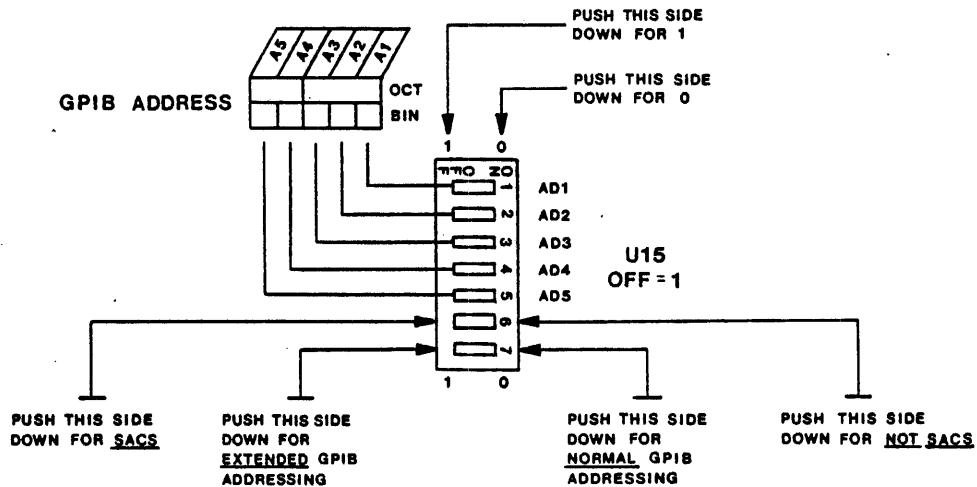 PUSH THIS SIDE
DOWN FOR 1
PUSH THIS SIDE
DOWN FOR 0
A5 A4 A3 A2 A1
OCT
BIN
GPIB ADDRESS
1 0
OFF ON
1 AD1
2 AD2
3 AD3
4 AD4
5 AD5
6
7
U15
OFF = 1
1 0
PUSH THIS SIDE
DOWN FOR SACS
PUSH THIS SIDE
DOWN FOR
EXTENDED GPIB
ADDRESSING
PUSH THIS SIDE
DOWN FOR
NORMAL GPIB
ADDRESSING
PUSH THIS SIDE
DOWN FOR NOT SACS